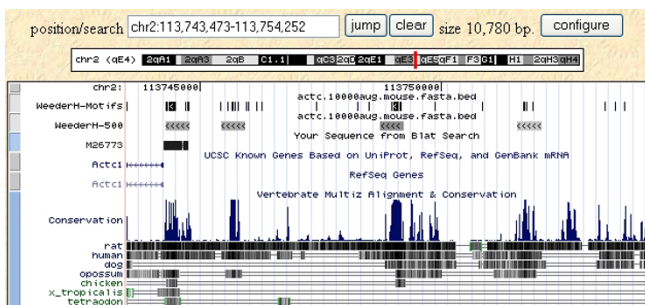 position/search chr2:113,743,473-113,754,252 jump clear size 10,780 bp. configure
chr2 (qE4) 2qA1 2qA3 2qB C1.1 qC3 2qD 2qE1 qE3 qE5 qF1 F3 G1 H1 2qH3 qH4
chr2: 113745000 113750000
actc.10000aug.mouse.fasta.bed
WeederH-Motifs
actc.10000aug.mouse.fasta.bed
WeederH-500
Your Sequence from Blat Search
M26773
UCSC Known Genes Based on UniProt, RefSeq, and GenBank mRNA
Actc1
RefSeq Genes
Actc1
Vertebrate Multiz Alignment & Conservation
Conservation
rat
human
dog
opossum
chicken
x_tropicalis
tetraodon